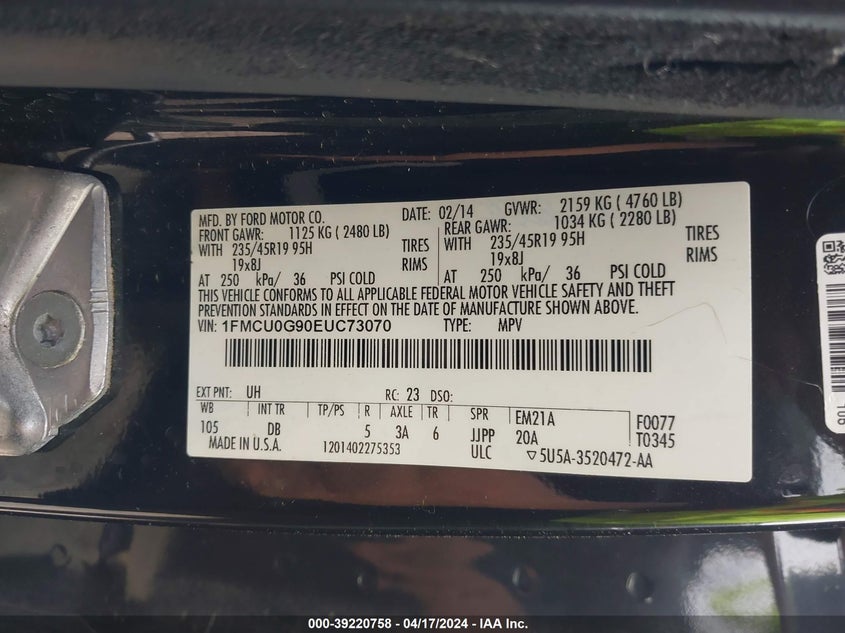 MFD. BY FORD MOTOR CO. DATE: 02/14 GVWR: 2159 KG ( 4760 LB)
FRONT GAWR: 1125 KG ( 2480 LB) REAR GAWR: 1034 KG ( 2280 LB)
WITH 235/45R19 95H TIRES WITH 235/45R19 95H TIRES
19x8J RIMS 19x8J RIMS
AT 250 kPa/ 36 PSI COLD AT 250 kPa/ 36 PSI COLD
THIS VEHICLE CONFORMS TO ALL APPLICABLE FEDERAL MOTOR VEHICLE SAFETY AND THEFT
PREVENTION STANDARDS IN EFFECT ON THE DATE OF MANUFACTURE SHOWN ABOVE.
VIN: 1FMCU0G90EUC73070 TYPE: MPV
EXT PNT: UH RC: 23 DSO:
WB INT TR TP/PS R AXLE TR SPR EM21A F0077
105 DB 5 3A 6 JJPP 20A T0345
MADE IN U.S.A. 1201402275353 ULC ▽5U5A-3520472-AA
106
000-39220758 - 04/17/2024 - IAA Inc.